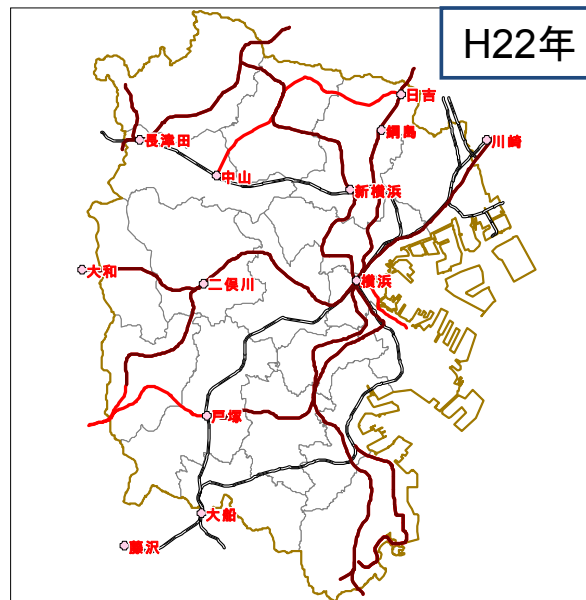 H22年
日吉
綱島
川崎
長津田
中山
新横浜
大和
二俣川
横浜
戸塚
大船
藤沢